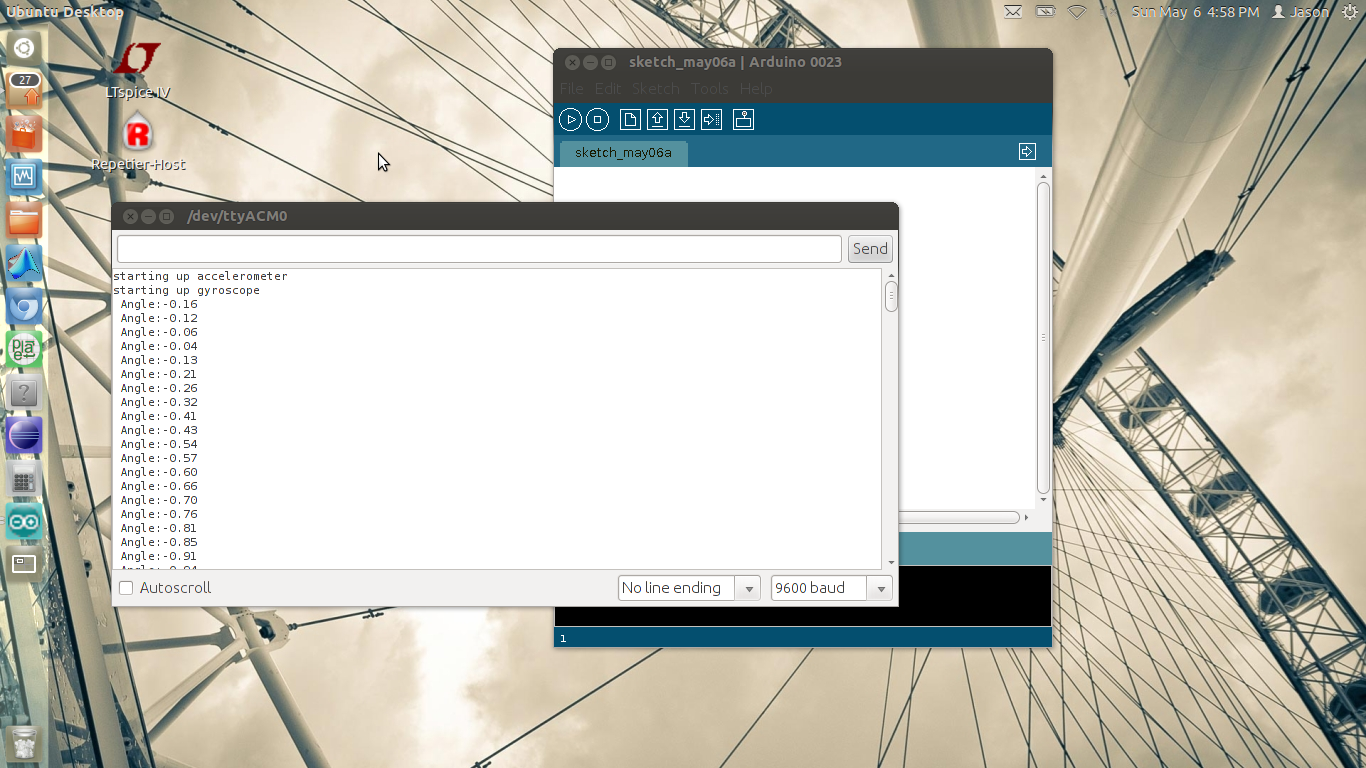 Ubuntu Desktop
Sun May 6 4:58 PM Jason
27
LTspice IV
R
Repetier-Host
sketch_may06a | Arduino 0023
File Edit Sketch Tools Help
sketch_may06a
/dev/ttyACM0
Send
starting up accelerometer
starting up gyroscope
Angle:-0.16
Angle:-0.12
Angle:-0.06
Angle:-0.04
Angle:-0.13
Angle:-0.21
Angle:-0.26
Angle:-0.32
Angle:-0.41
Angle:-0.43
Angle:-0.54
Angle:-0.57
Angle:-0.60
Angle:-0.66
Angle:-0.70
Angle:-0.76
Angle:-0.81
Angle:-0.85
Angle:-0.91
Angle:-0.94
Autoscroll
No line ending
9600 baud
1